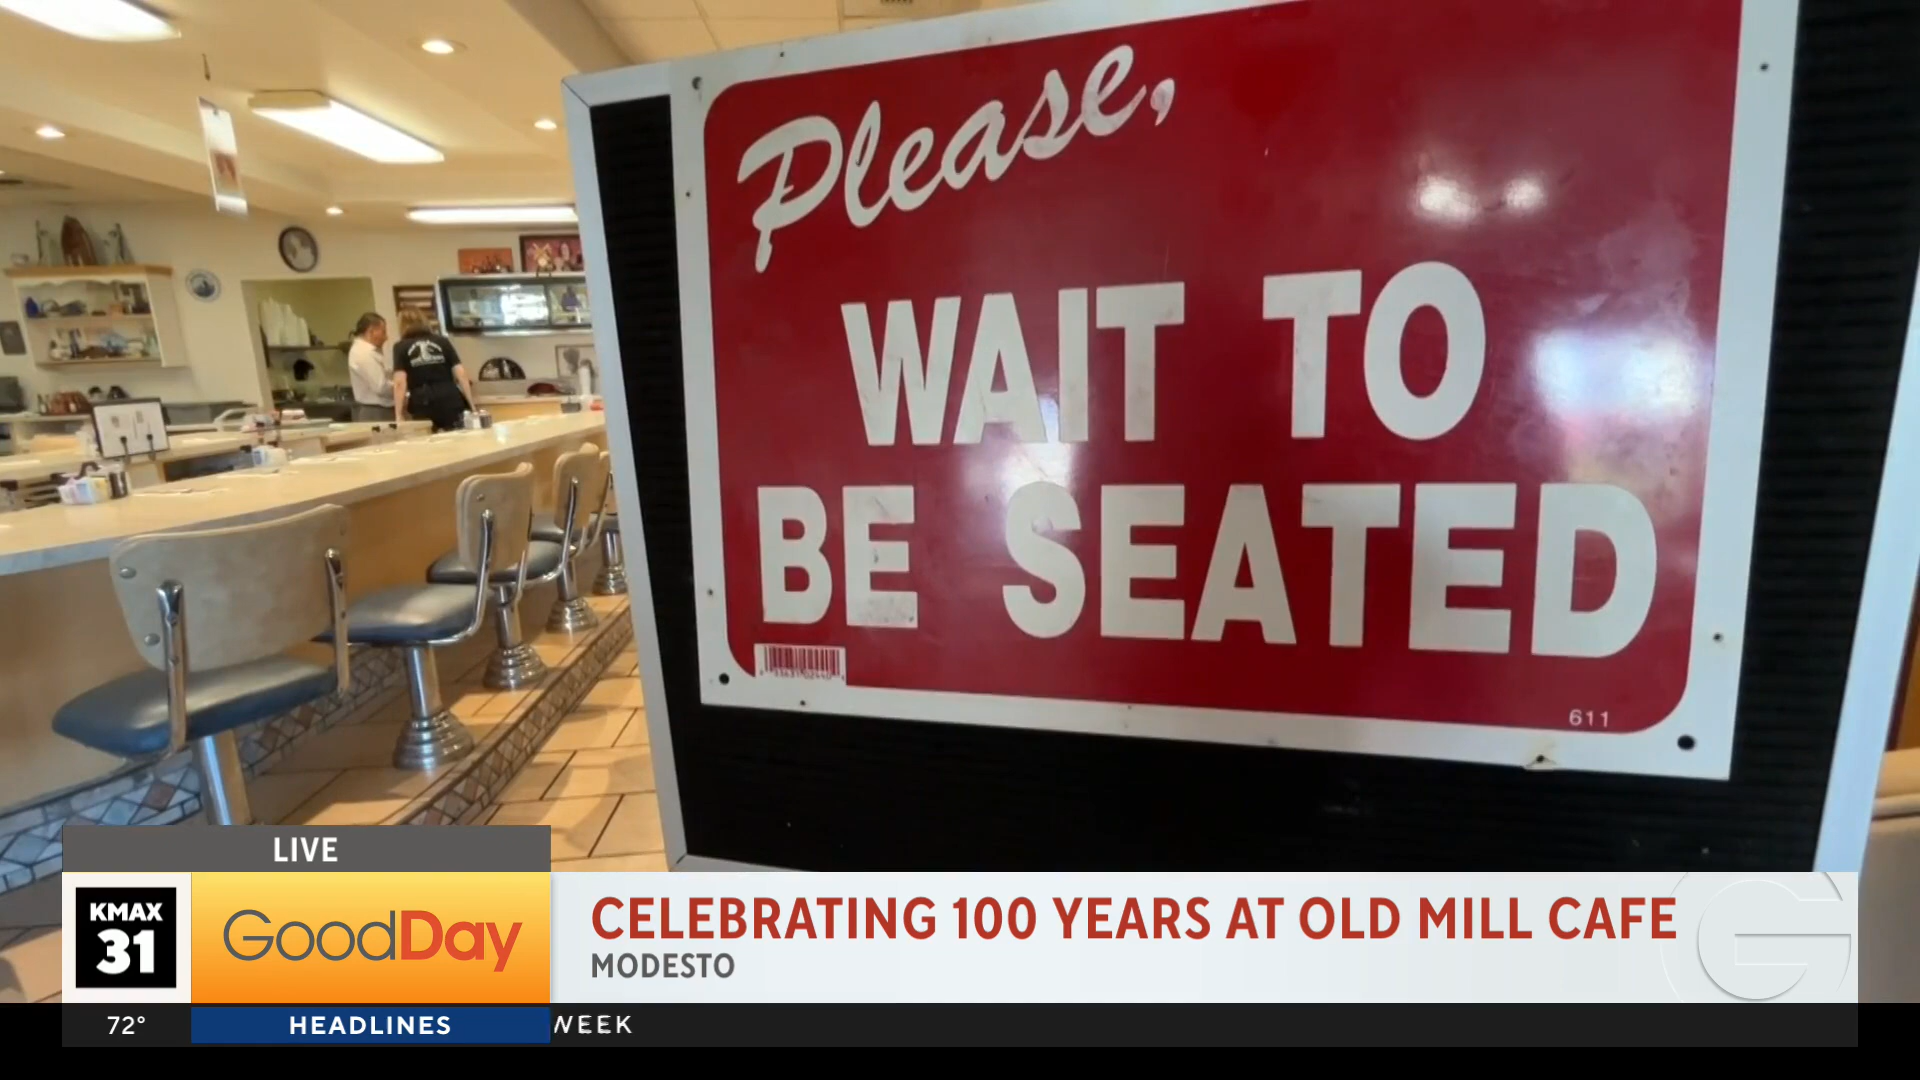 Please,
WAIT TO
BE SEATED
611
LIVE
KMAX
31
GoodDay
CELEBRATING 100 YEARS AT OLD MILL CAFE
MODESTO
G
72°
HEADLINES
WEEK